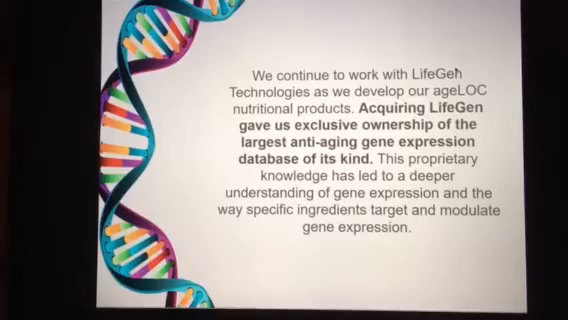 We continue to work with LifeGen
Technologies as we develop our ageLOC
nutritional products. Acquiring LifeGen
gave us exclusive ownership of the
largest anti-aging gene expression
database of its kind. This proprietary
knowledge has led to a deeper
understanding of gene expression and the
way specific ingredients target and modulate
gene expression.